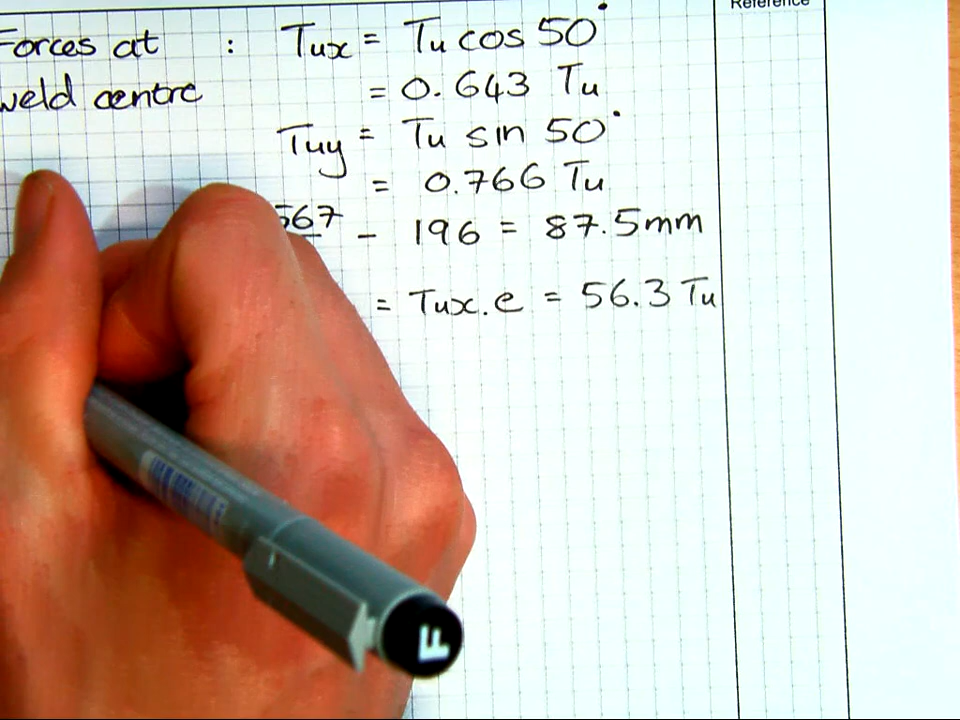 Reference
Forces at : Tux = Tu cos 50°
weld centre = 0.643 Tu
Tuy = Tu sin 50°
= 0.766 Tu
567 - 196 = 87.5mm
= Tux.e = 56.3 Tu
F